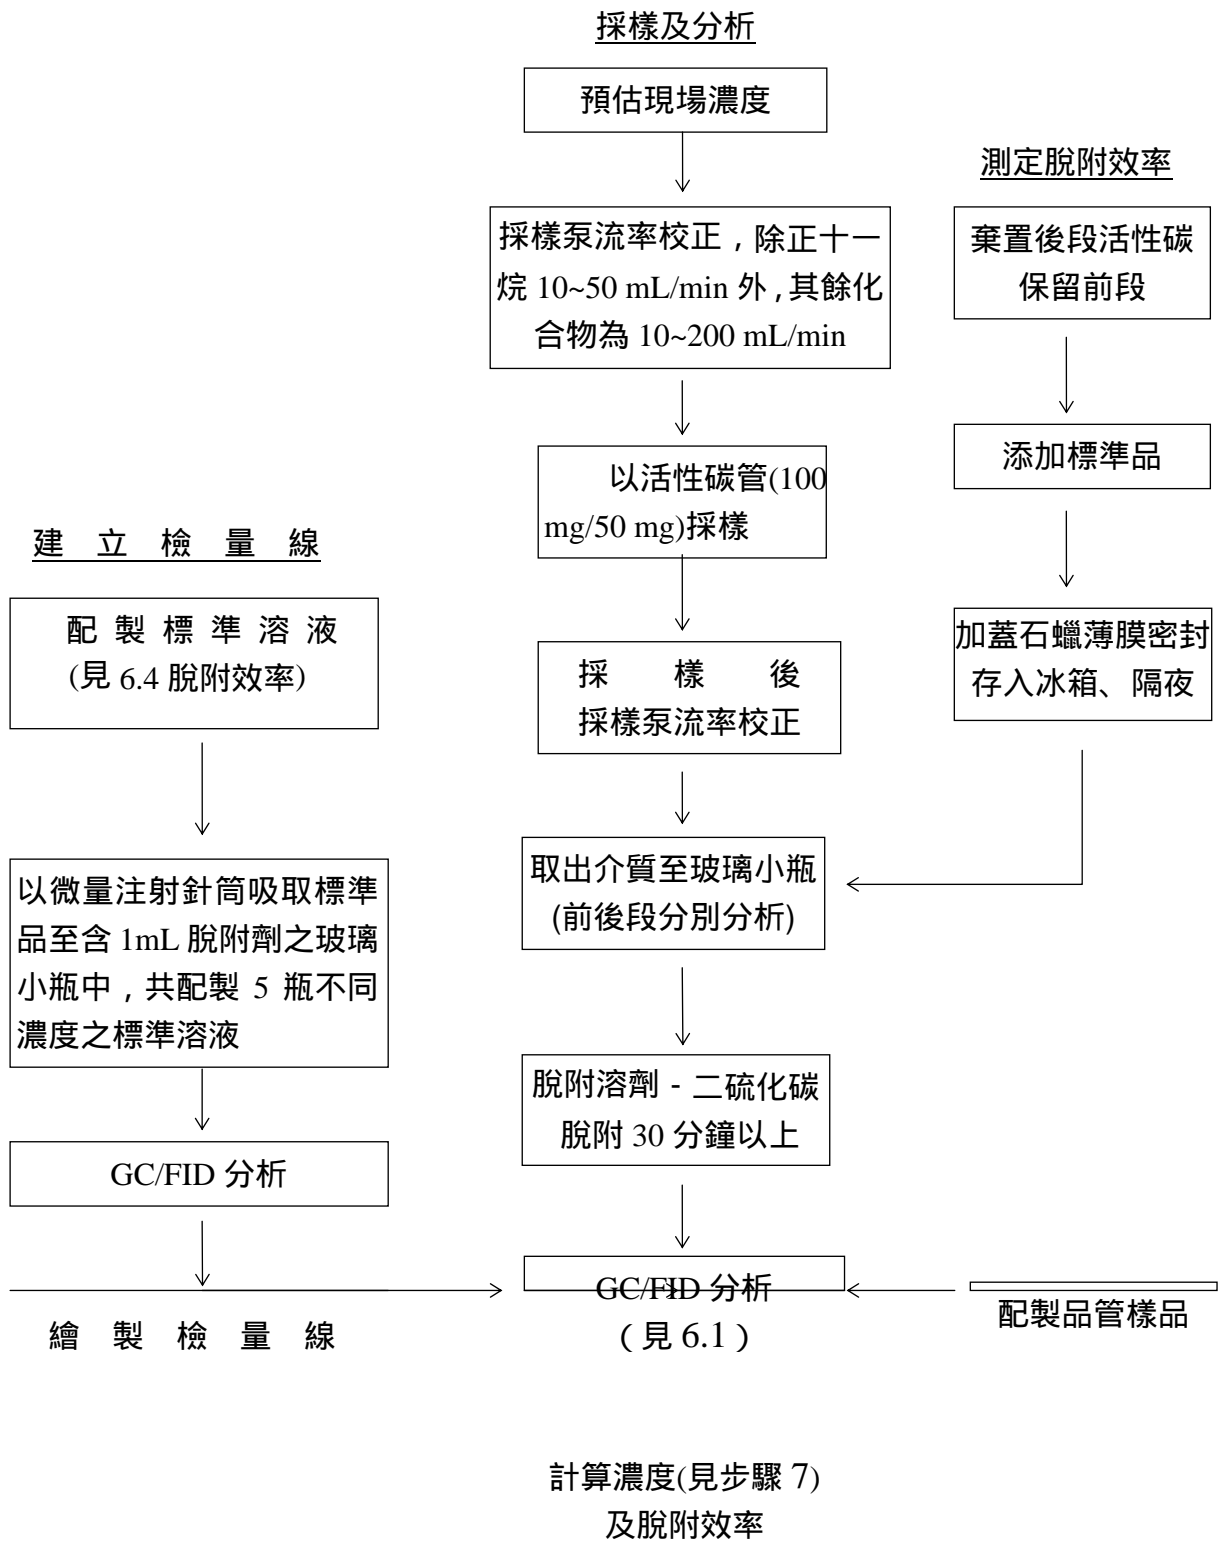 採樣及分析
預估現場濃度
採樣泵流率校正，除正十一
烷 10~50 mL/min 外，其餘化
合物為 10~200 mL/min
以活性碳管(100
mg/50 mg)採樣
採 樣 後
採樣泵流率校正
取出介質至玻璃小瓶
(前後段分別分析)
脫附溶劑 - 二硫化碳
脫附 30 分鐘以上
GC/FID 分析
（見 6.1）
計算濃度(見步驟 7)
及脫附效率
測定脫附效率
棄置後段活性碳
保留前段
添加標準品
加蓋石蠟薄膜密封
存入冰箱、隔夜
配製品管樣品
建 立 檢 量 線
配 製 標 準 溶 液
(見 6.4 脫附效率)
以微量注射針筒吸取標準
品至含 1mL 脫附劑之玻璃
小瓶中，共配製 5 瓶不同
濃度之標準溶液
GC/FID 分析
繪 製 檢 量 線